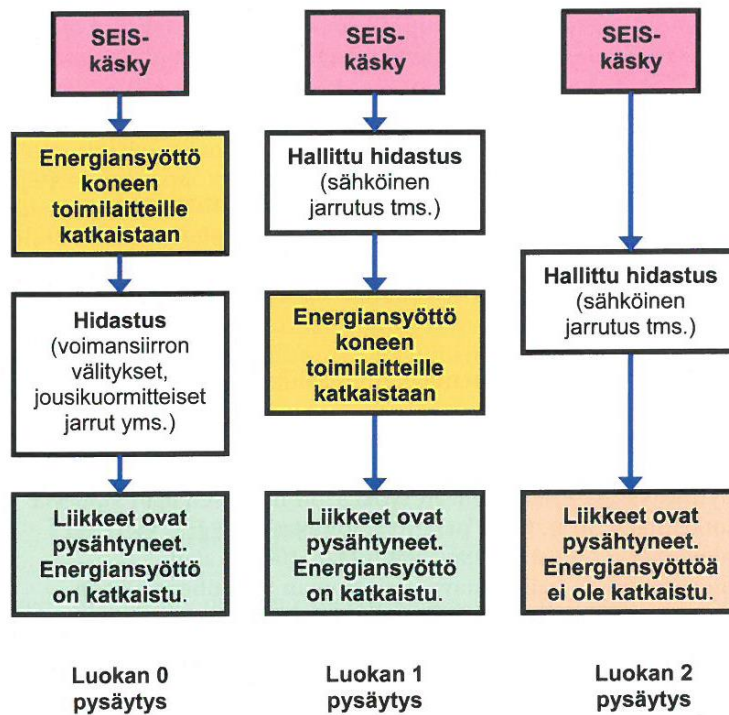 SEIS-
käsky
Energiansyöttö
koneen
toimilaitteille
katkaistaan
Hidastus
(voimansiirron
välitykset,
jousikuormitteiset
jarrut yms.)
Liikkeet ovat
pysähtyneet.
Energiansyöttö
on katkaistu.
Luokan 0
pysäytys
SEIS-
käsky
Hallittu hidastus
(sähköinen
jarrutus tms.)
Energiansyöttö
koneen
toimilaitteille
katkaistaan
Liikkeet ovat
pysähtyneet.
Energiansyöttö
on katkaistu.
Luokan 1
pysäytys
SEIS-
käsky
Hallittu hidastus
(sähköinen
jarrutus tms.)
Liikkeet ovat
pysähtyneet.
Energiansyöttöä
ei ole katkaistu.
Luokan 2
pysäytys